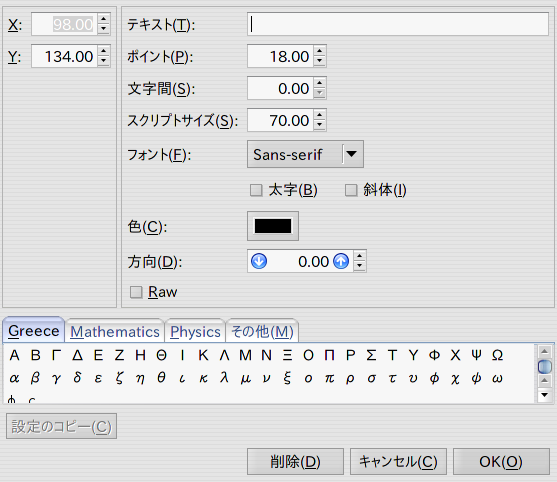 X: 98.00
Y: 134.00
テキスト(T):
ポイント(P): 18.00
文字間(S): 0.00
スクリプトサイズ(S): 70.00
フォント(F): Sans-serif
太字(B) 斜体(I)
色(C):
方向(D): 0.00
Raw
Greece Mathematics Physics その他(M)
Α Β Γ Δ Ε Ζ Η Θ Ι Κ Λ Μ Ν Ξ Ο Π Ρ Σ Τ Υ Φ Χ Ψ Ω
α β γ δ ε ζ η θ ι κ λ μ ν ξ ο π ρ σ τ υ φ χ ψ ω
設定のコピー(C)
削除(D) キャンセル(C) OK(O)